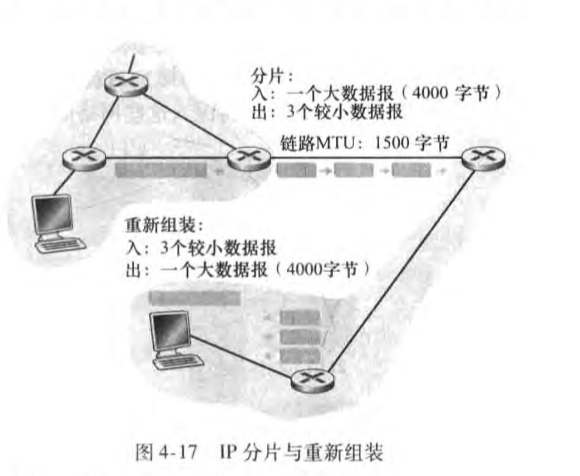 分片：
入：一个大数据报（4000 字节）
出：3个较小数据报
链路MTU：1500 字节
重新组装：
入：3个较小数据报
出：一个大数据报（4000字节）
图 4-17 IP 分片与重新组装